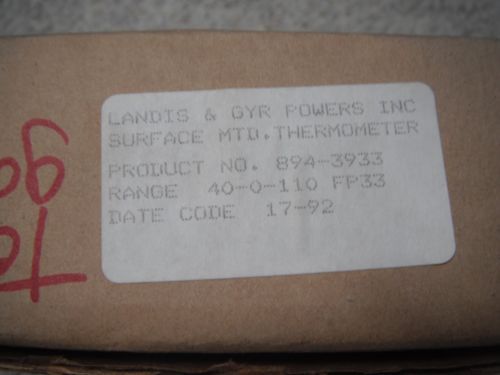 LANDIS & GYR POWERS INC
SURFACE MTD. THERMOMETER
PRODUCT NO. 894-3933
RANGE 40-0-110 FP33
DATE CODE 17-92